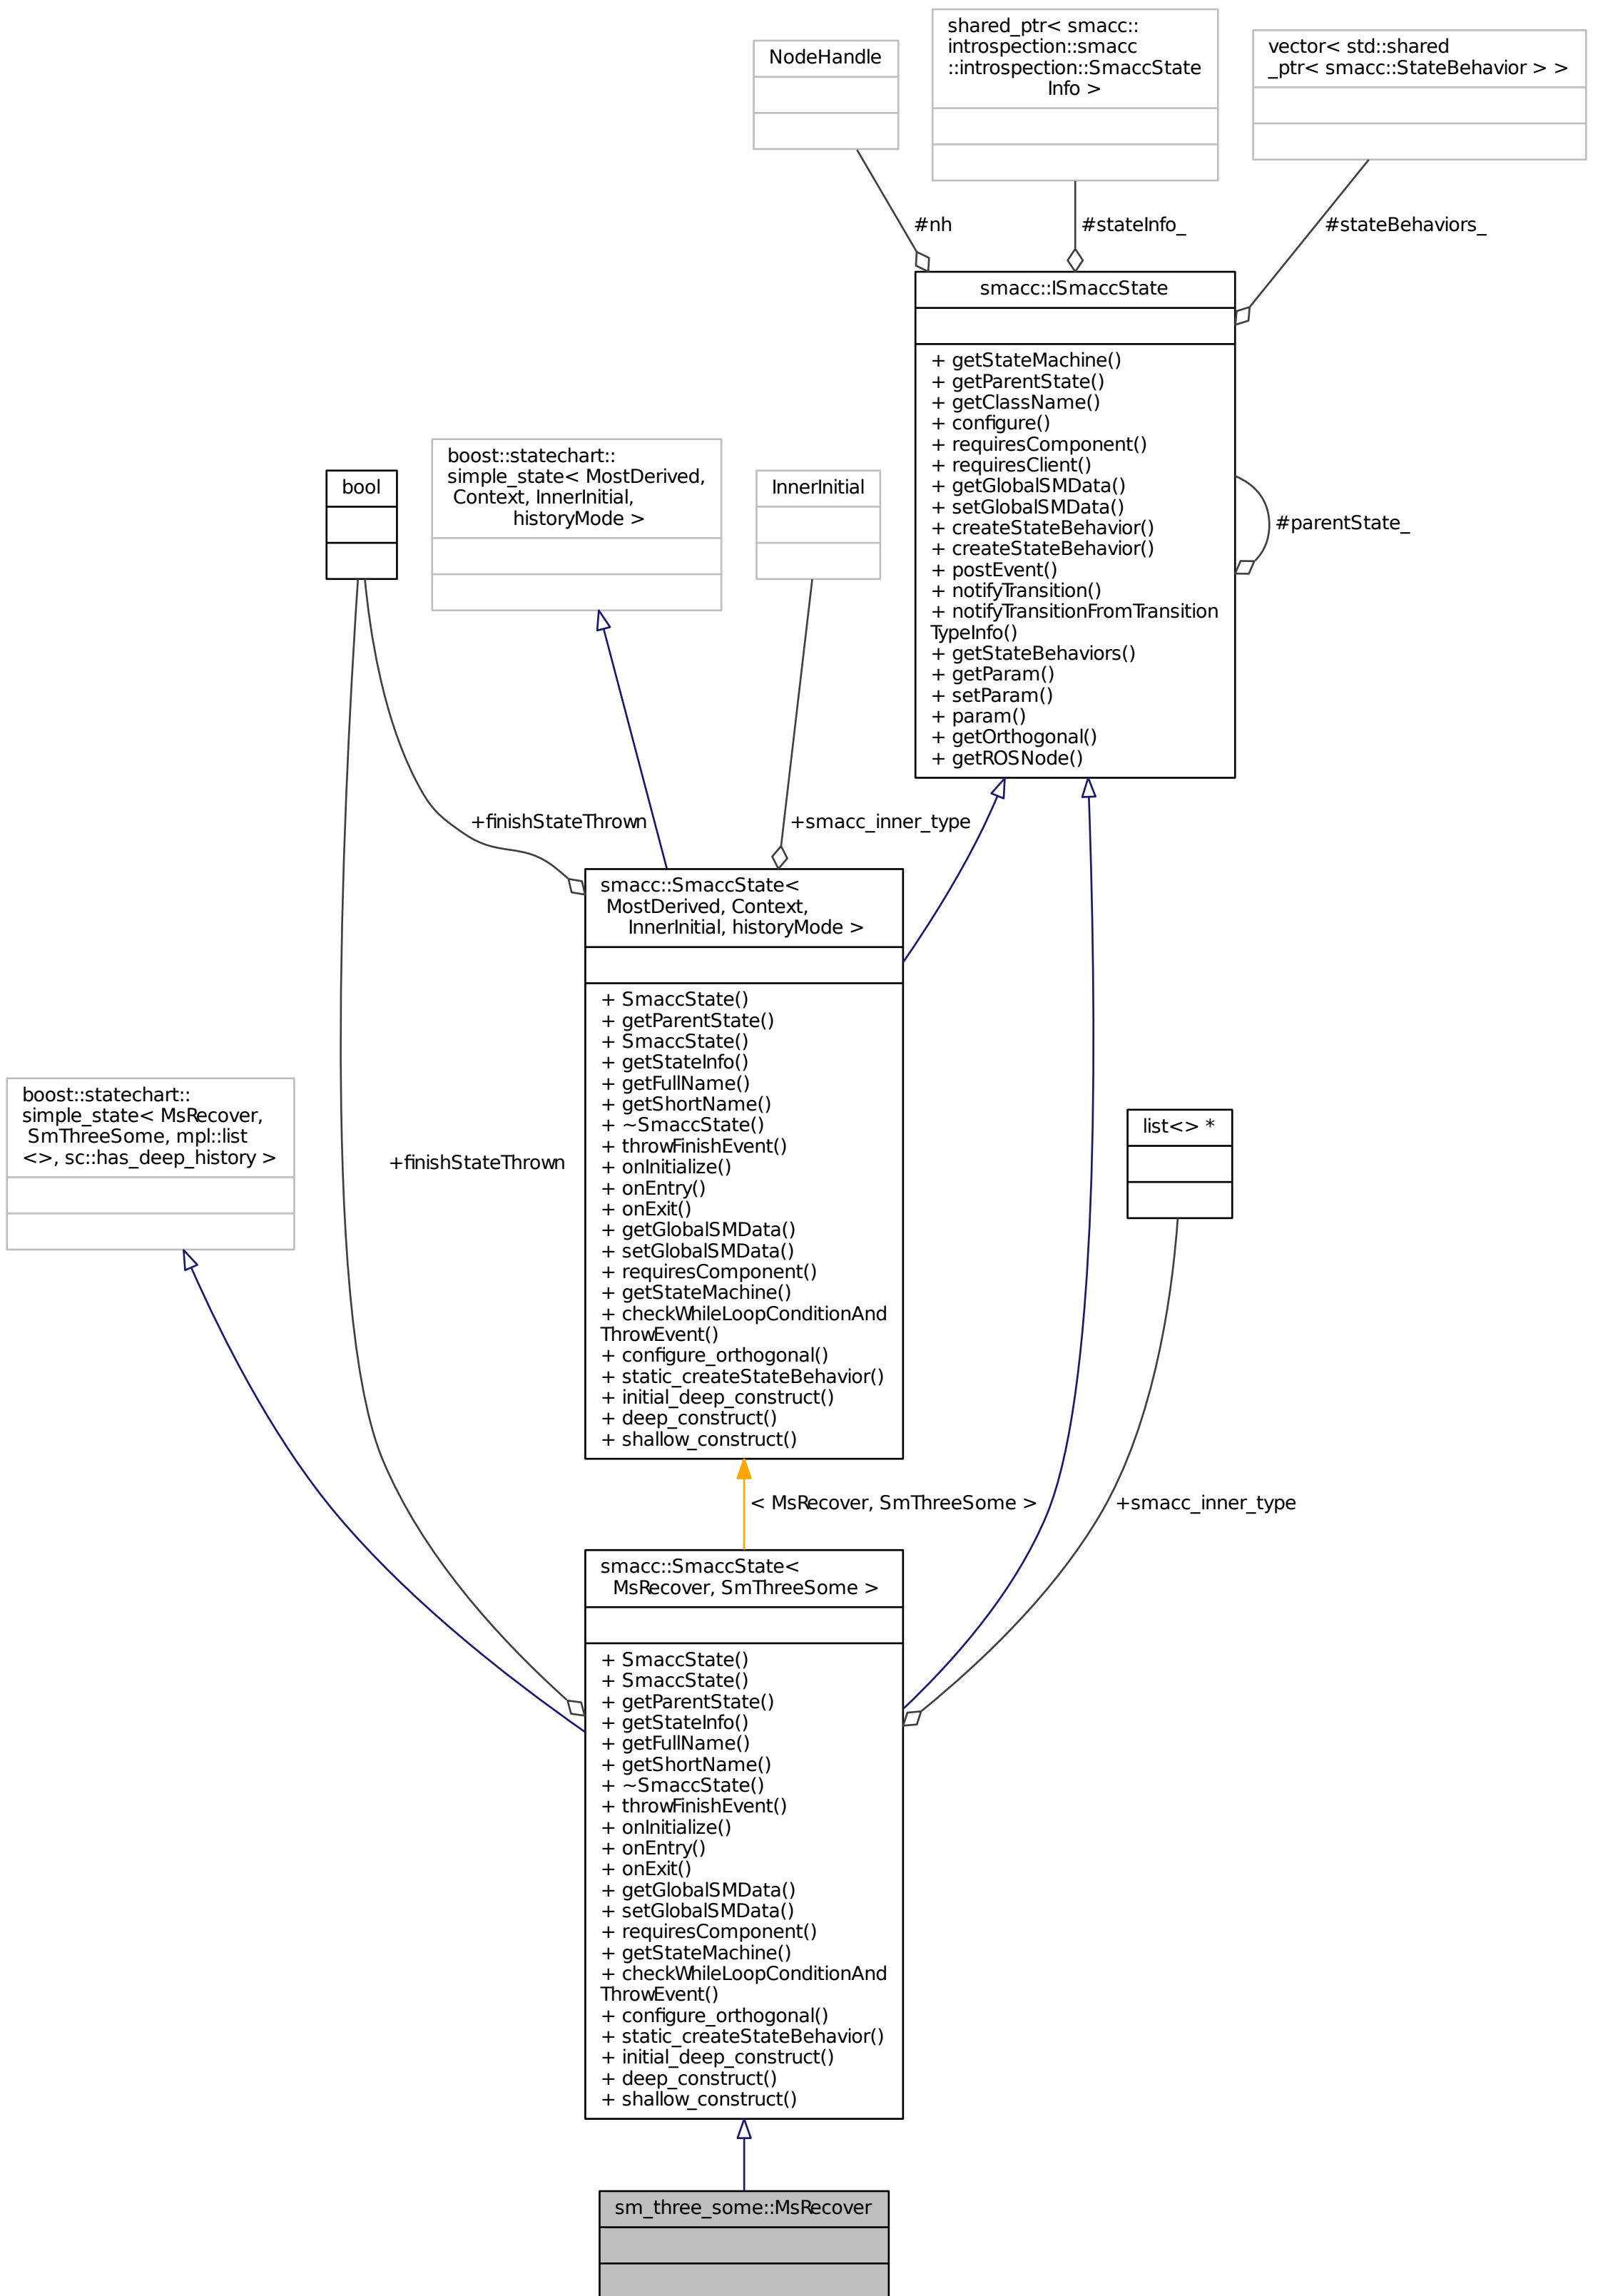 shared_ptr< smacc::
introspection::smacc
::introspection::SmaccState
Info >
NodeHandle
vector< std::shared
_ptr< smacc::StateBehavior > >
#nh
#stateInfo_
#stateBehaviors_
smacc::ISmaccState
+ getStateMachine()
+ getParentState()
+ getClassName()
+ configure()
+ requiresComponent()
+ requiresClient()
+ getGlobalSMData()
+ setGlobalSMData()
+ createStateBehavior()
+ createStateBehavior()
+ postEvent()
+ notifyTransition()
+ notifyTransitionFromTransition
TypeInfo()
+ getStateBehaviors()
+ getParam()
+ setParam()
+ param()
+ getOrthogonal()
+ getROSNode()
#parentState_
bool
boost::statechart::
simple_state< MostDerived,
Context, InnerInitial,
historyMode >
InnerInitial
+finishStateThrown
+smacc_inner_type
smacc::SmaccState<
MostDerived, Context,
InnerInitial, historyMode >
+ SmaccState()
+ getParentState()
+ SmaccState()
+ getStateInfo()
+ getFullName()
+ getShortName()
+ ~SmaccState()
+ throwFinishEvent()
+ onInitialize()
+ onEntry()
+ onExit()
+ getGlobalSMData()
+ setGlobalSMData()
+ requiresComponent()
+ getStateMachine()
+ checkWhileLoopConditionAnd
ThrowEvent()
+ configure_orthogonal()
+ static_createStateBehavior()
+ initial_deep_construct()
+ deep_construct()
+ shallow_construct()
boost::statechart::
simple_state< MsRecover,
SmThreeSome, mpl::list
<>, sc::has_deep_history >
+finishStateThrown
list<> *
< MsRecover, SmThreeSome >
+smacc_inner_type
smacc::SmaccState<
MsRecover, SmThreeSome >
+ SmaccState()
+ SmaccState()
+ getParentState()
+ getStateInfo()
+ getFullName()
+ getShortName()
+ ~SmaccState()
+ throwFinishEvent()
+ onInitialize()
+ onEntry()
+ onExit()
+ getGlobalSMData()
+ setGlobalSMData()
+ requiresComponent()
+ getStateMachine()
+ checkWhileLoopConditionAnd
ThrowEvent()
+ configure_orthogonal()
+ static_createStateBehavior()
+ initial_deep_construct()
+ deep_construct()
+ shallow_construct()
sm_three_some::MsRecover